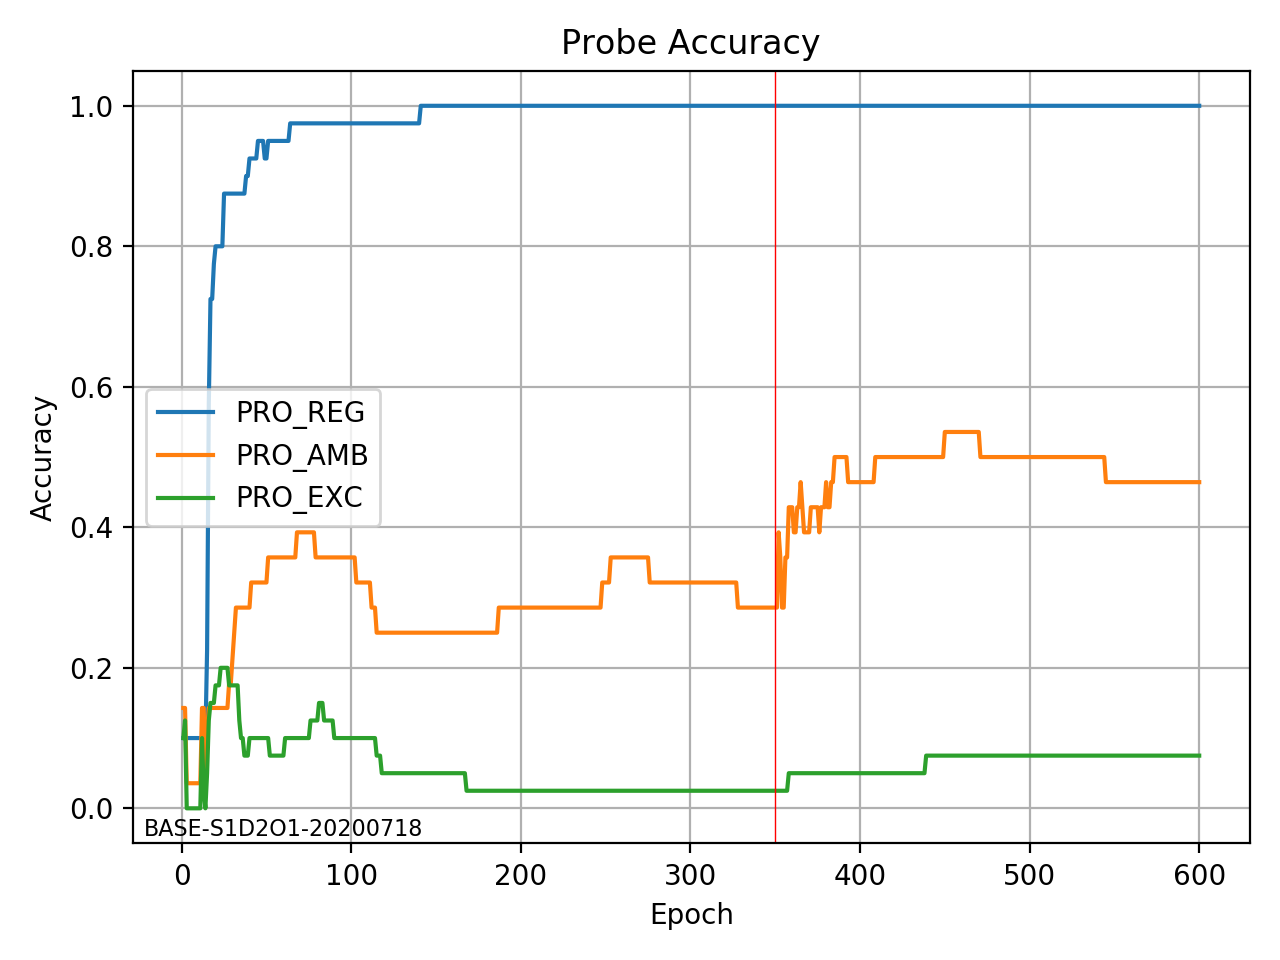 Probe Accuracy
Accuracy
1.0
0.8
0.6
0.4
0.2
0.0
PRO_REG
PRO_AMB
PRO_EXC
BASE-S1D2O1-20200718
0 100 200 300 400 500 600
Epoch